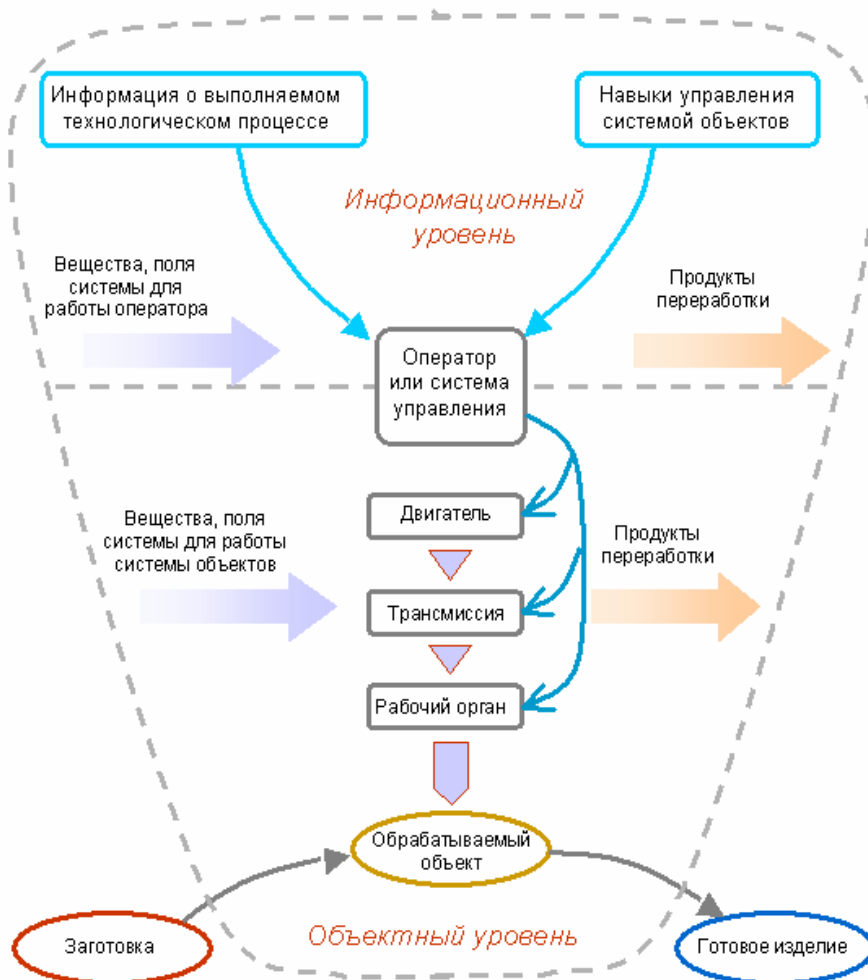 Информация о выполняемом
технологическом процессе
Навыки управления
системой объектов
Информационный
уровень
Вещества, поля
системы для
работы оператора
Продукты
переработки
Оператор
или система
управления
Двигатель
Вещества, поля
системы для работы
системы объектов
Продукты
переработки
Трансмиссия
Рабочий орган
Обрабатываемый
объект
Заготовка
Объектный уровень
Готовое изделие